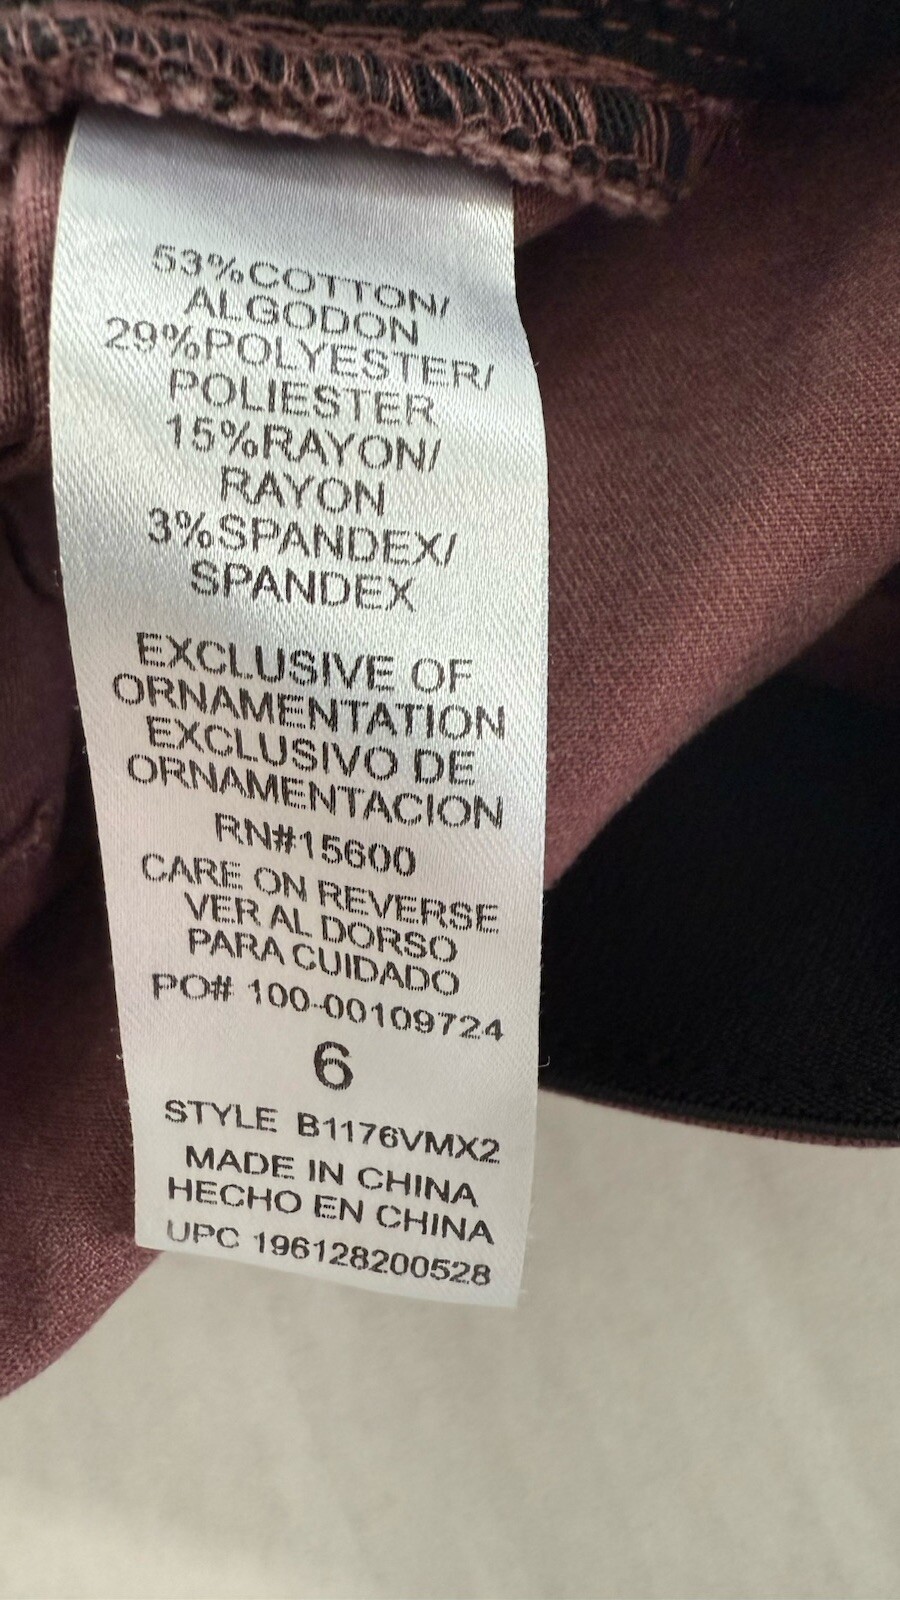 53%COTTON/
ALGODON
29%POLYESTER/
POLIESTER
15%RAYON/
RAYON
3%SPANDEX/
SPANDEX
EXCLUSIVE OF
ORNAMENTATION
EXCLUSIVO DE
ORNAMENTACION
RN#15600
CARE ON REVERSE
VER AL DORSO
PARA CUIDADO
PO# 100-00109724
6
STYLE B1176VMX2
MADE IN CHINA
HECHO EN CHINA
UPC 196128200528